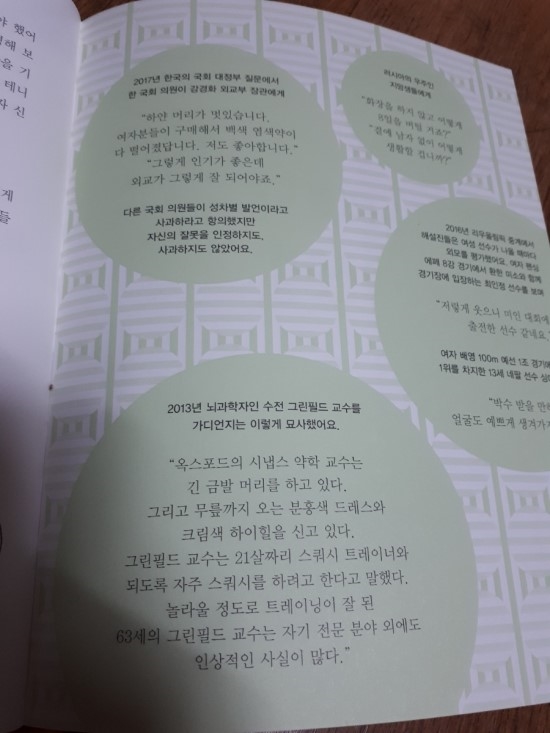 야 했어
해 보
을 기
테니
자 신
게
들
2017년 한국의 국회 대정부 질문에서
한 국회 의원이 강경화 외교부 장관에게
“하얀 머리가 멋있습니다.
여자분들이 구매해서 백색 염색약이
다 떨어졌답니다. 저도 좋아합니다.”
“그렇게 인기가 좋은데
외교가 그렇게 잘 되어야죠.”
다른 국회 의원들이 성차별 발언이라고
사과하라고 항의했지만
자신의 잘못을 인정하지도,
사과하지도 않았어요.
러시아의 우주인
지망생들에게
“화장을 하지 않고 어떻게
8일을 버틸 거죠?”
“곁에 남자 없이 어떻게
생활할 겁니까?”
2016년 리우올림픽 중계에서
해설진들은 여성 선수가 나올 때마다
외모를 평가했어요. 여자 펜싱
에페 8강 경기에서 환한 미소와 함께
경기장에 입장하는 최인정 선수를 보며
“저렇게 웃으니 미인 대회에
출전한 선수 같네요.”
여자 배영 100m 예선 1조 경기에
1위를 차지한 13세 네팔 선수
“박수 받을 만
얼굴도 예쁘게 생겨가
2013년 뇌과학자인 수전 그린필드 교수를
가디언지는 이렇게 묘사했어요.
“옥스포드의 시냅스 약학 교수는
긴 금발 머리를 하고 있다.
그리고 무릎까지 오는 분홍색 드레스와
크림색 하이힐을 신고 있다.
그린필드 교수는 21살짜리 스쿼시 트레이너와
되도록 자주 스쿼시를 하려고 한다고 말했다.
놀라울 정도로 트레이닝이 잘 된
63세의 그린필드 교수는 자기 전문 분야 외에도
인상적인 사실이 많다.”